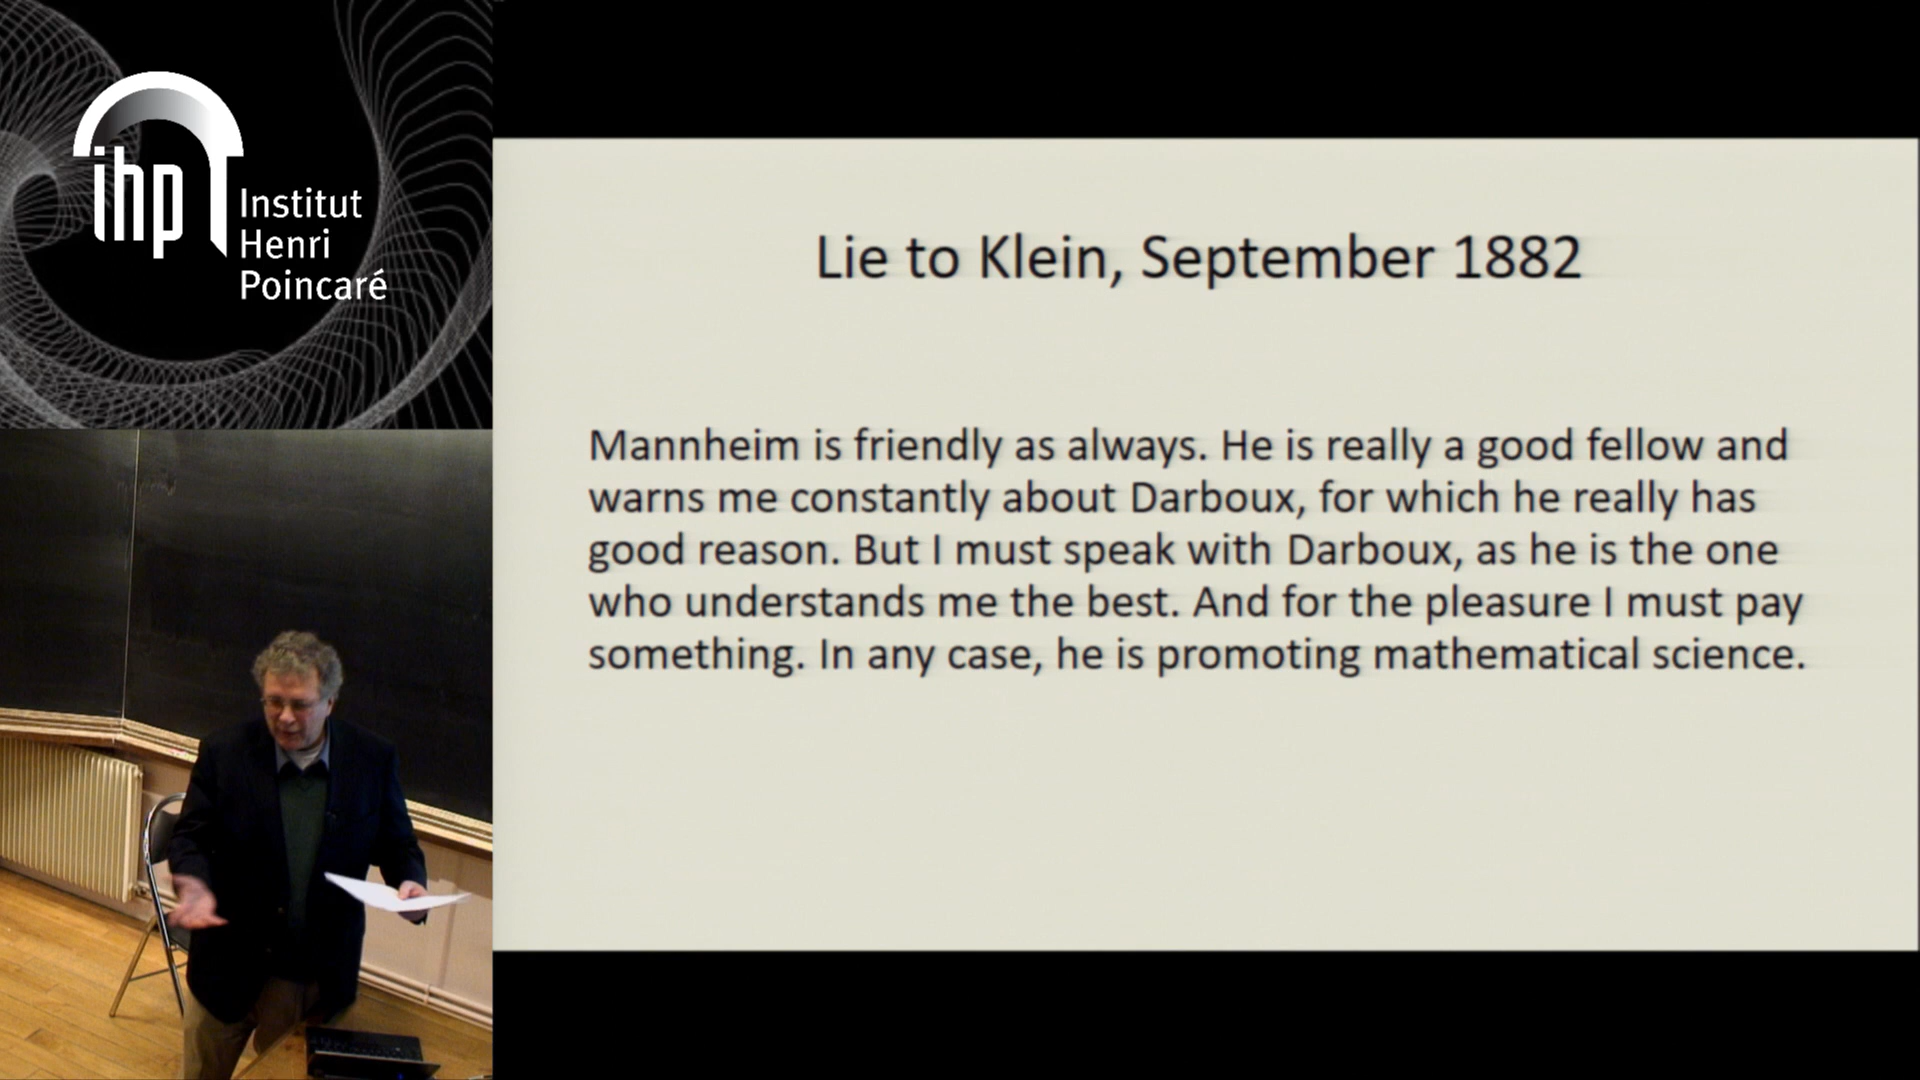 ihp
Institut
Henri
Poincaré
Lie to Klein, September 1882
Mannheim is friendly as always. He is really a good fellow and
warns me constantly about Darboux, for which he really has
good reason. But I must speak with Darboux, as he is the one
who understands me the best. And for the pleasure I must pay
something. In any case, he is promoting mathematical science.